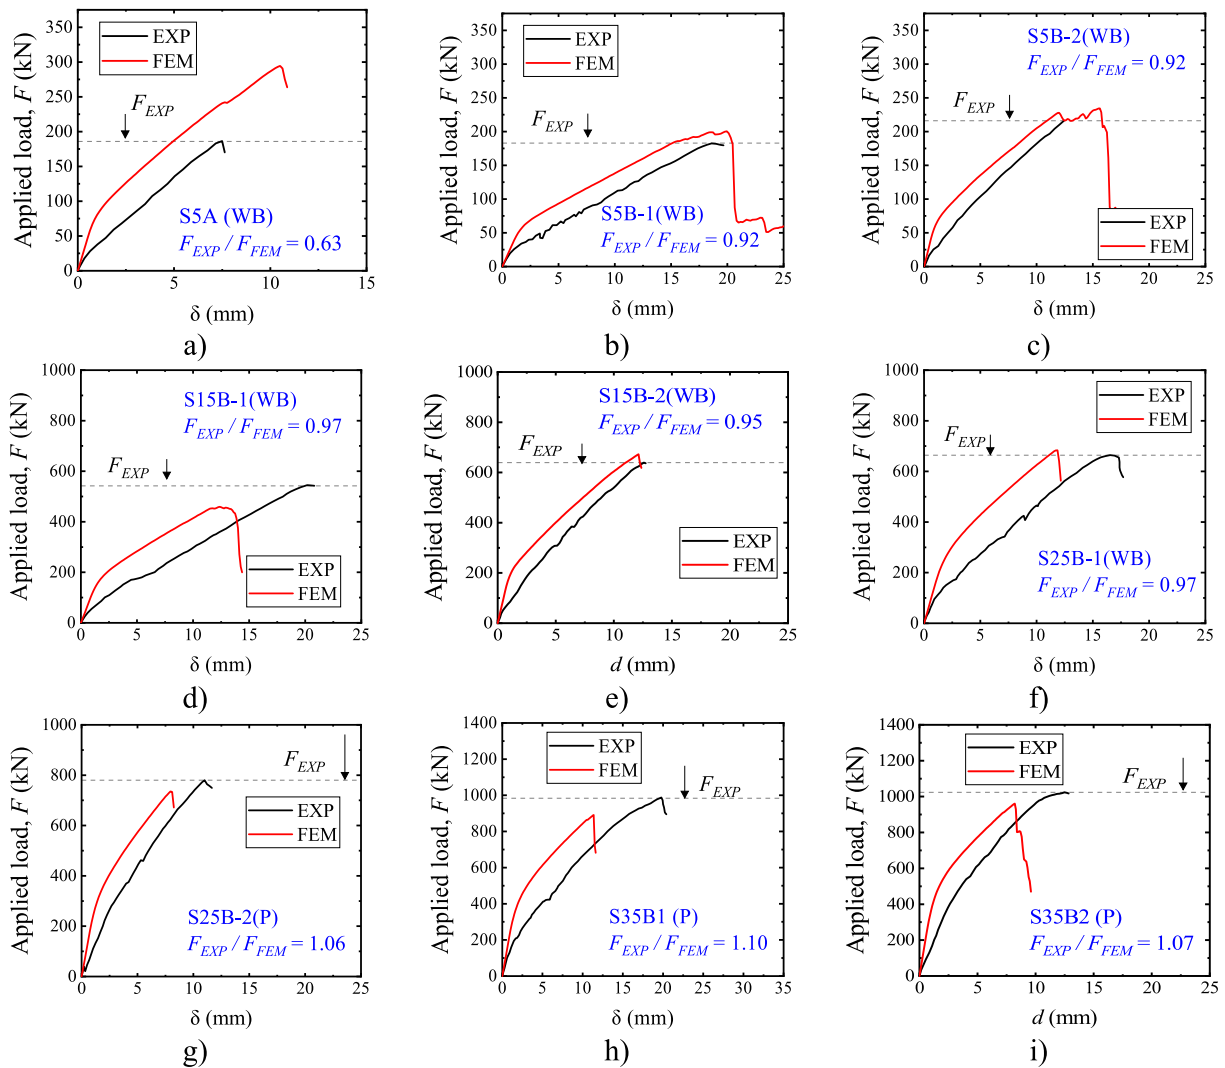 Applied load, F (kN)
350
300
250
200
150
100
50
0
EXP
FEM
F_EXP
S5A (WB)
F_EXP / F_FEM = 0.63
0
5
10
15
δ (mm)
a)
Applied load, F (kN)
350
300
250
200
150
100
50
0
EXP
FEM
F_EXP
S5B-1(WB)
F_EXP / F_FEM = 0.92
0
5
10
15
20
25
δ (mm)
b)
Applied load, F (kN)
350
300
250
200
150
100
50
0
S5B-2(WB)
F_EXP / F_FEM = 0.92
F_EXP
EXP
FEM
0
5
10
15
20
25
δ (mm)
c)
Applied load, F (kN)
1000
800
600
400
200
0
S15B-1(WB)
F_EXP / F_FEM = 0.97
F_EXP
EXP
FEM
0
5
10
15
20
25
δ (mm)
d)
Applied load, F (kN)
1000
800
600
400
200
0
S15B-2(WB)
F_EXP / F_FEM = 0.95
F_EXP
EXP
FEM
0
5
10
15
20
25
d (mm)
e)
Applied load, F (kN)
1000
800
600
400
200
0
EXP
FEM
F_EXP
S25B-1(WB)
F_EXP / F_FEM = 0.97
0
5
10
15
20
25
δ (mm)
f)
Applied load, F (kN)
1000
800
600
400
200
0
F_EXP
EXP
FEM
S25B-2(P)
F_EXP / F_FEM = 1.06
0
5
10
15
20
25
δ (mm)
g)
Applied load, F (kN)
1400
1200
1000
800
600
400
200
0
EXP
FEM
F_EXP
S35B1 (P)
F_EXP / F_FEM = 1.10
0
5
10
15
20
25
30
35
δ (mm)
h)
Applied load, F (kN)
1400
1200
1000
800
600
400
200
0
EXP
FEM
F_EXP
S35B2 (P)
F_EXP / F_FEM = 1.07
0
5
10
15
20
25
d (mm)
i)